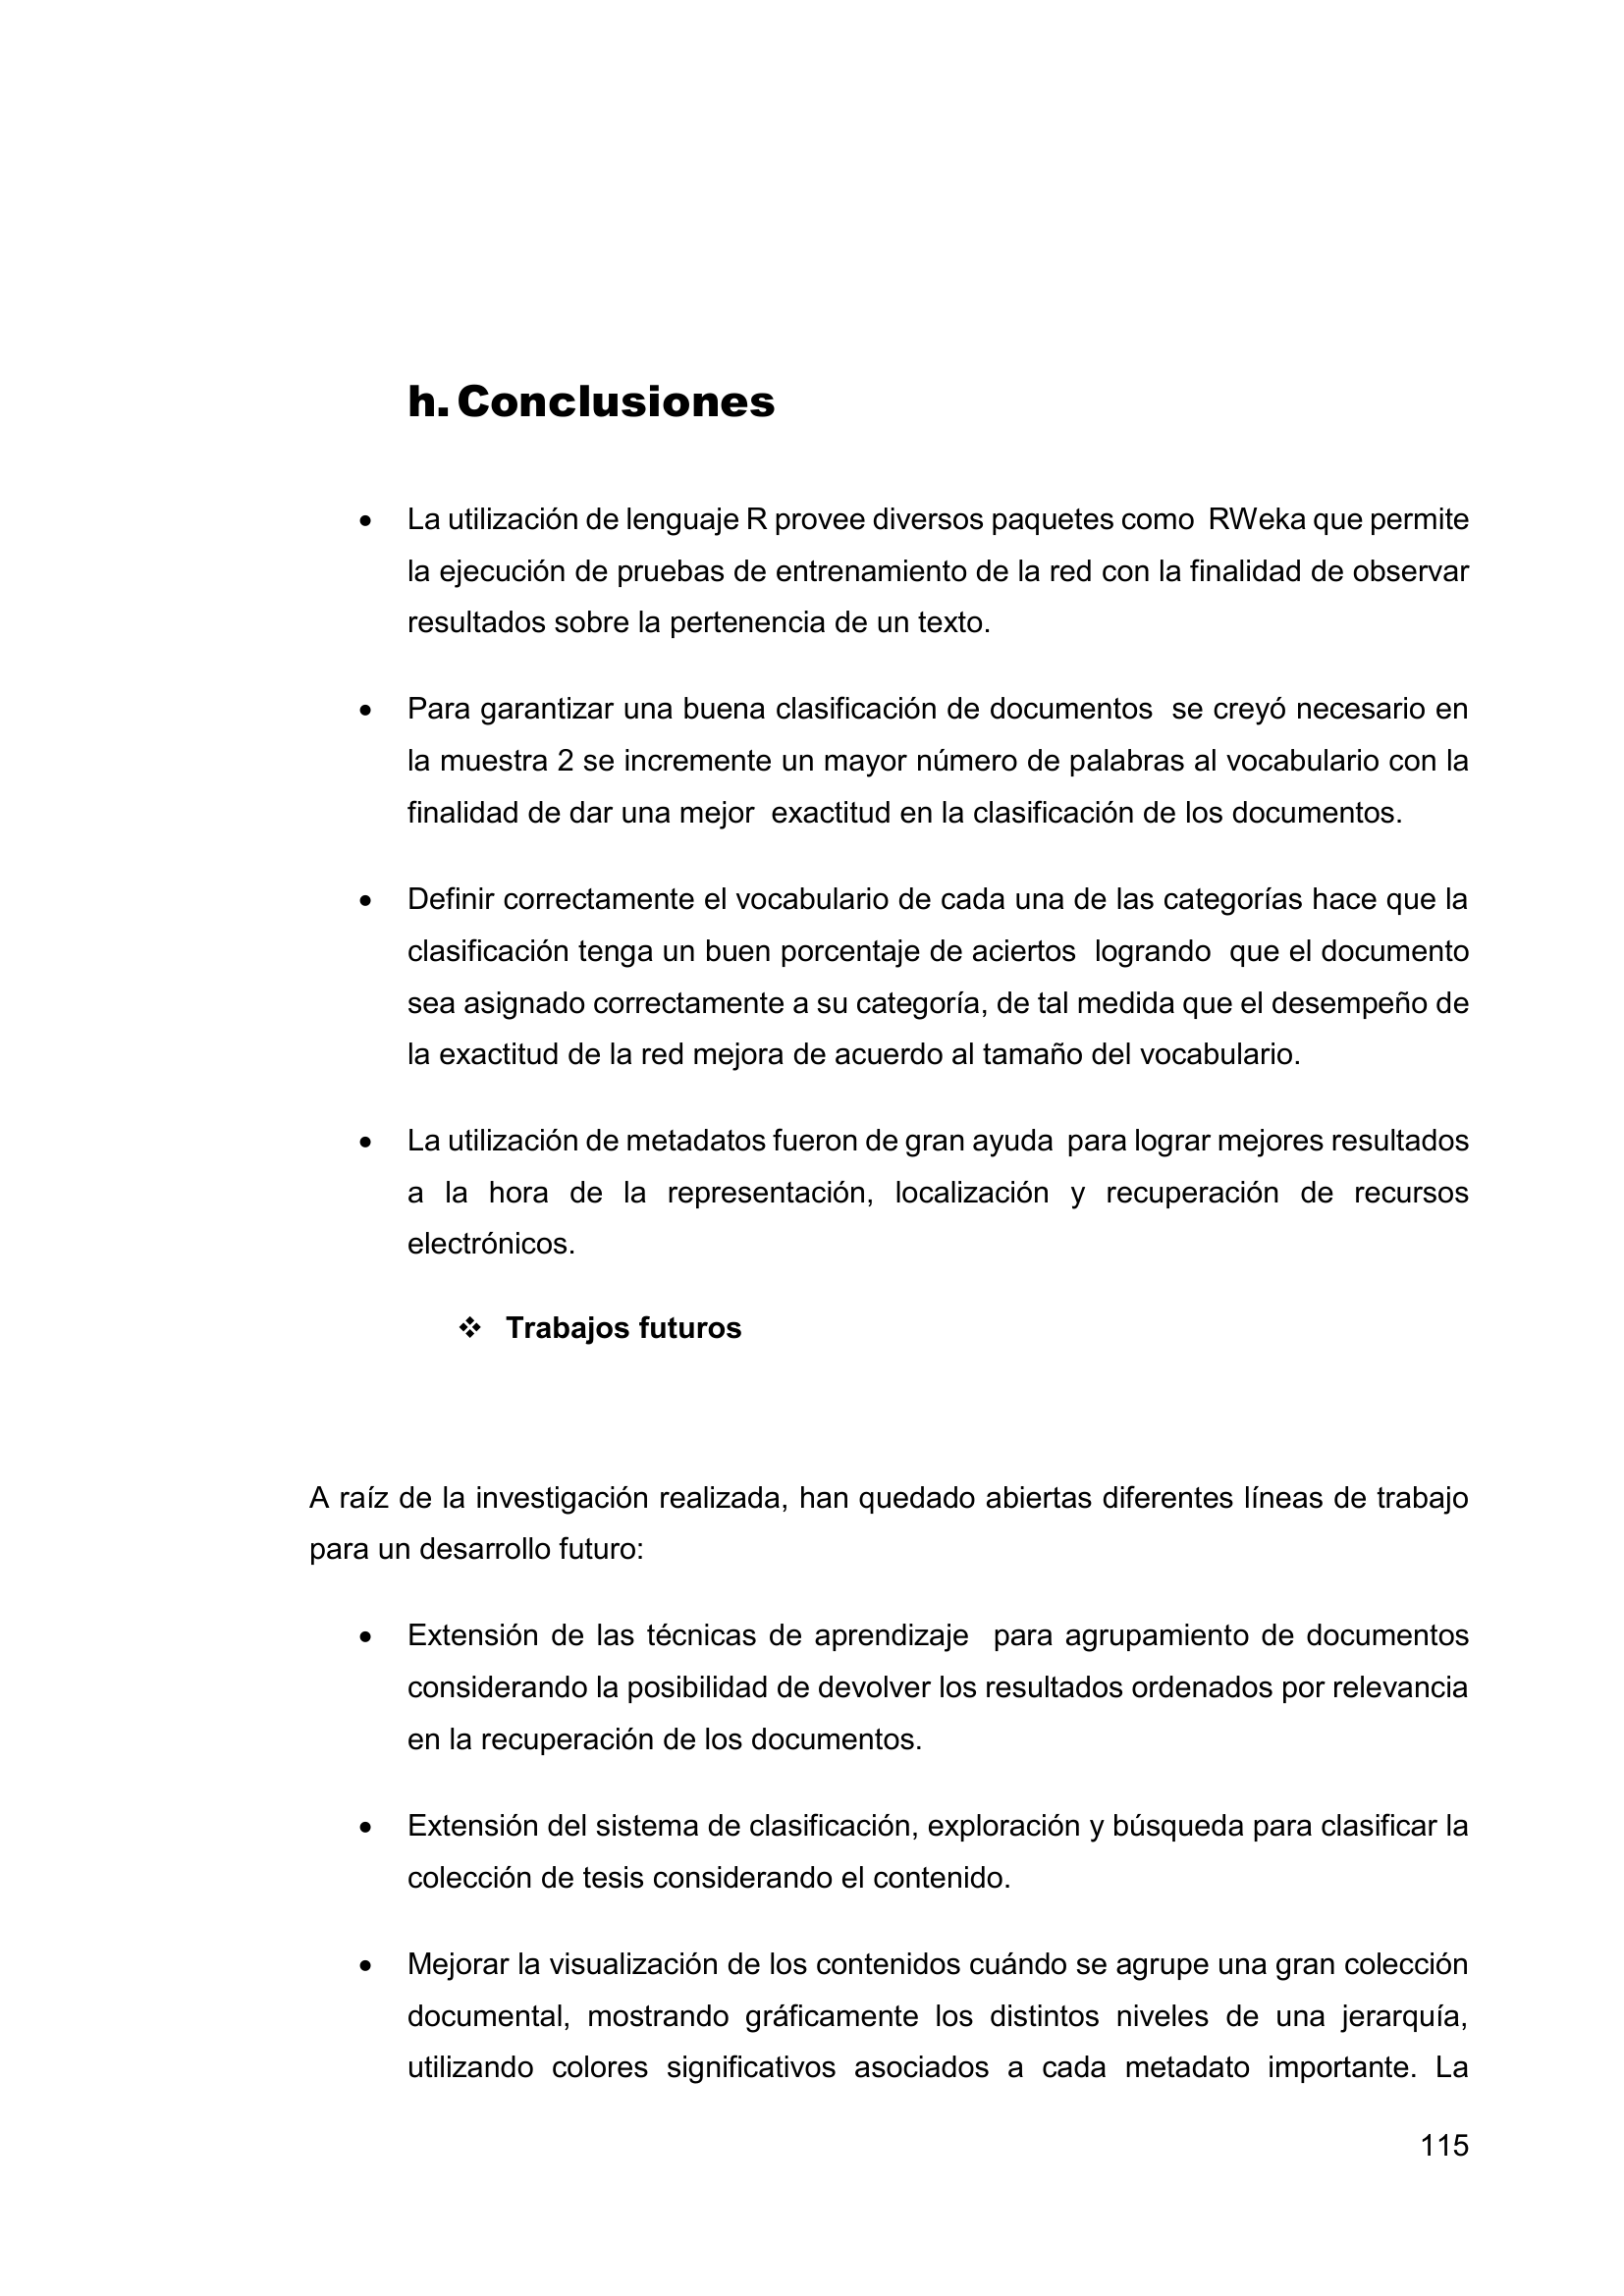 h. Conclusiones
• La utilización de lenguaje R provee diversos paquetes como  RWeka que permite
la ejecución de pruebas de entrenamiento de la red con la finalidad de observar
resultados sobre la pertenencia de un texto.
• Para garantizar una buena clasificación de documentos  se creyó necesario en
la muestra 2 se incremente un mayor número de palabras al vocabulario con la
finalidad de dar una mejor  exactitud en la clasificación de los documentos.
• Definir correctamente el vocabulario de cada una de las categorías hace que la
clasificación tenga un buen porcentaje de aciertos  logrando  que el documento
sea asignado correctamente a su categoría, de tal medida que el desempeño de
la exactitud de la red mejora de acuerdo al tamaño del vocabulario.
• La utilización de metadatos fueron de gran ayuda  para lograr mejores resultados
a la hora de la representación, localización y recuperación de recursos
electrónicos.
❖ Trabajos futuros
A raíz de la investigación realizada, han quedado abiertas diferentes líneas de trabajo
para un desarrollo futuro:
• Extensión de las técnicas de aprendizaje  para agrupamiento de documentos
considerando la posibilidad de devolver los resultados ordenados por relevancia
en la recuperación de los documentos.
• Extensión del sistema de clasificación, exploración y búsqueda para clasificar la
colección de tesis considerando el contenido.
• Mejorar la visualización de los contenidos cuándo se agrupe una gran colección
documental, mostrando gráficamente los distintos niveles de una jerarquía,
utilizando colores significativos asociados a cada metadato importante. La
115